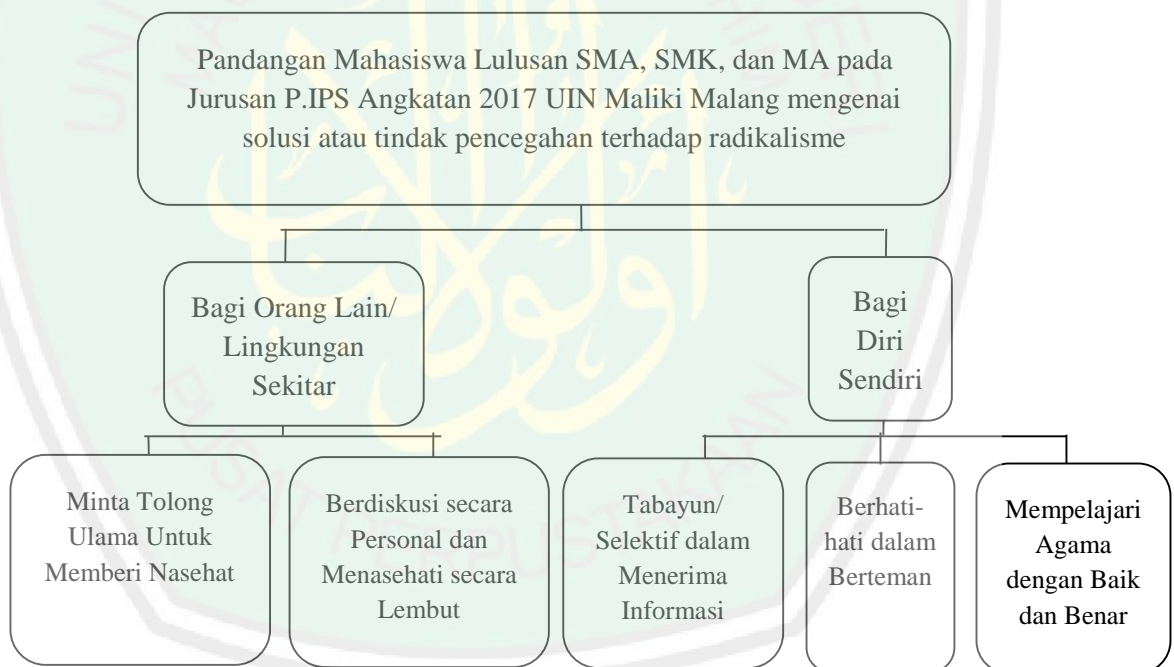 Pandangan Mahasiswa Lulusan SMA, SMK, dan MA pada
Jurusan P.IPS Angkatan 2017 UIN Maliki Malang mengenai
solusi atau tindak pencegahan terhadap radikalisme
Bagi Orang Lain/
Lingkungan
Sekitar
Bagi
Diri
Sendiri
Minta Tolong
Ulama Untuk
Memberi Nasehat
Berdiskusi secara
Personal dan
Menasehati secara
Lembut
Tabayun/
Selektif dalam
Menerima
Informasi
Berhati-
hati dalam
Berteman
Mempelajari
Agama
dengan Baik
dan Benar
PUSAT PERPUSTAKAAN